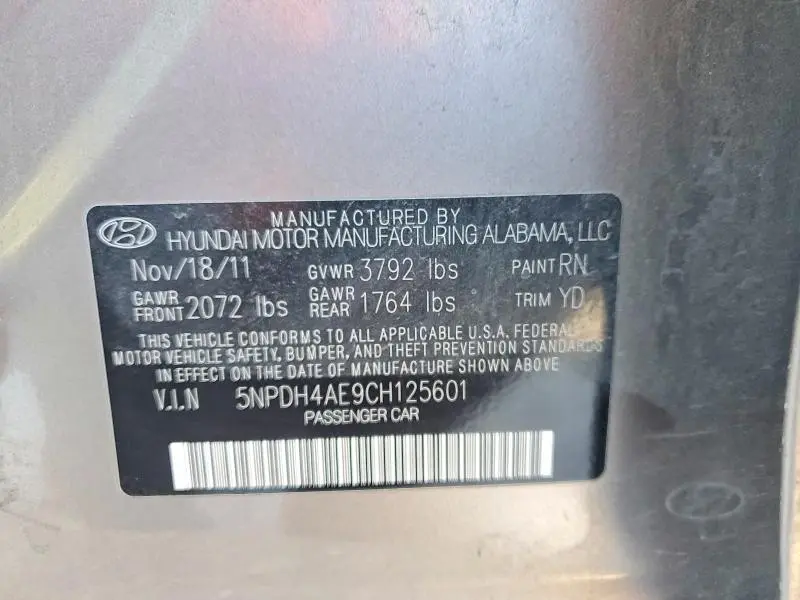 MANUFACTURED BY
HYUNDAI MOTOR MANUFACTURING ALABAMA, LLC
Nov/18/11 GVWR 3792 lbs PAINT RN
GAWR FRONT 2072 lbs GAWR REAR 1764 lbs TRIM YD
THIS VEHICLE CONFORMS TO ALL APPLICABLE U.S.A. FEDERAL
MOTOR VEHICLE SAFETY, BUMPER, AND THEFT PREVENTION STANDARDS
IN EFFECT ON THE DATE OF MANUFACTURE SHOWN ABOVE
V.I.N 5NPDH4AE9CH125601
PASSENGER CAR